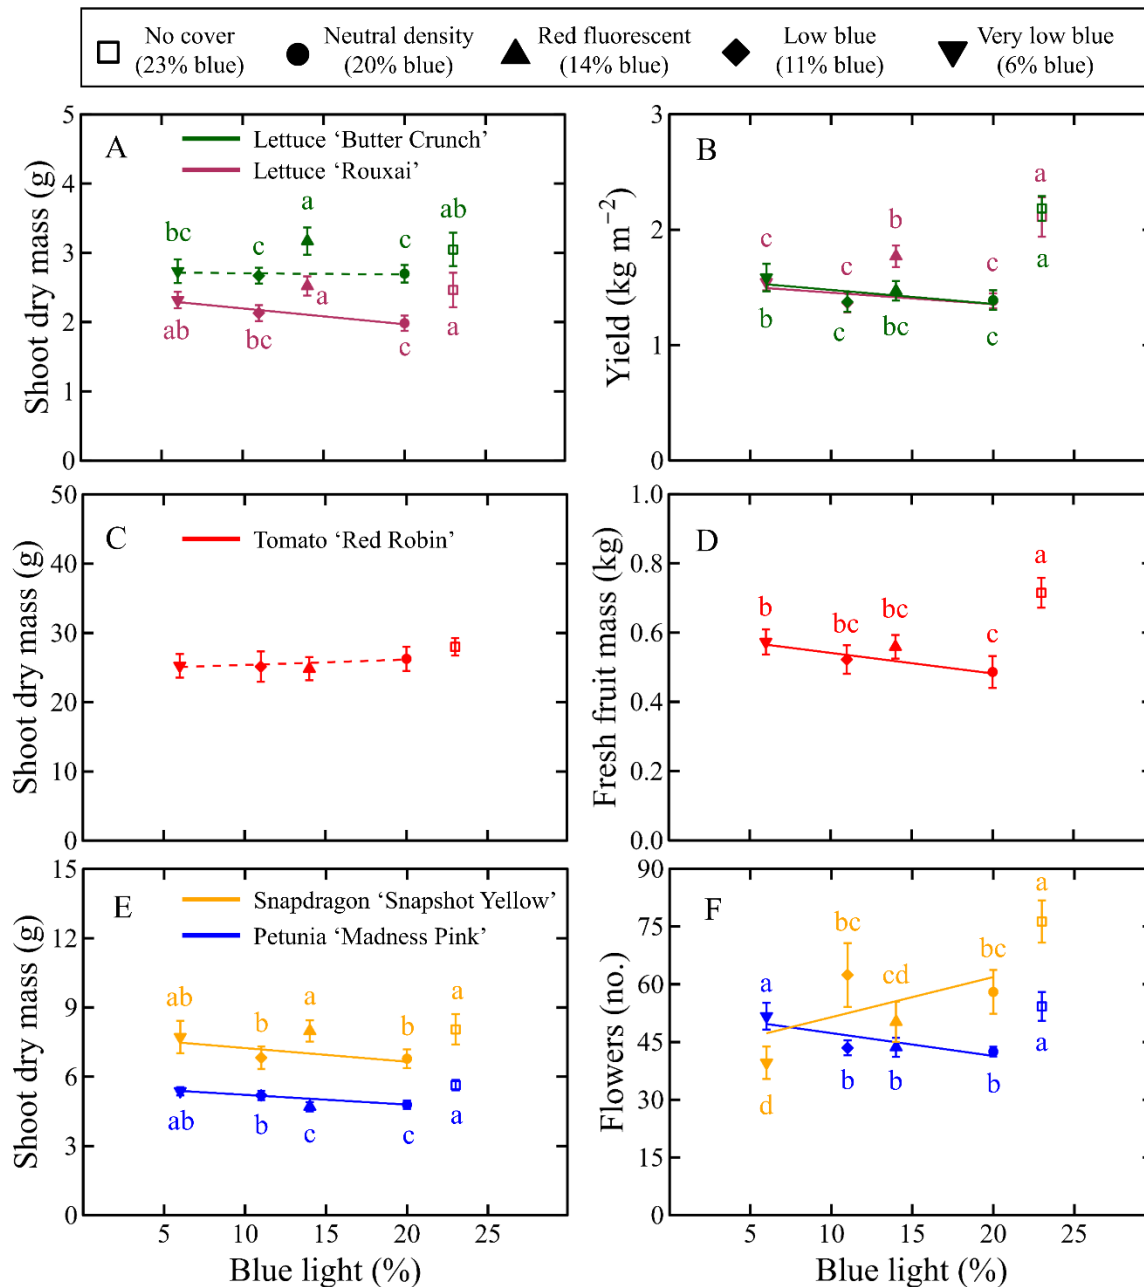 No cover
(23% blue)
Neutral density
(20% blue)
Red fluorescent
(14% blue)
Low blue
(11% blue)
Very low blue
(6% blue)
A
Lettuce ‘Butter Crunch’
Lettuce ‘Rouxai’
Shoot dry mass (g)
5
4
3
2
1
0
bc
c
a
c
ab
ab
bc
a
c
a
B
Yield (kg m⁻²)
3
2
1
0
c
c
b
c
a
b
c
bc
c
a
C
Tomato ‘Red Robin’
Shoot dry mass (g)
50
40
30
20
10
0
D
Fresh fruit mass (kg)
1.0
0.8
0.6
0.4
0.2
0.0
b
bc
bc
c
a
E
Snapdragon ‘Snapshot Yellow’
Petunia ‘Madness Pink’
Shoot dry mass (g)
15
12
9
6
3
0
ab
b
a
b
a
ab
b
c
c
a
5
10
15
20
25
Blue light (%)
F
Flowers (no.)
90
75
60
45
30
15
0
a
bc
cd
bc
a
d
b
b
b
a
5
10
15
20
25
Blue light (%)